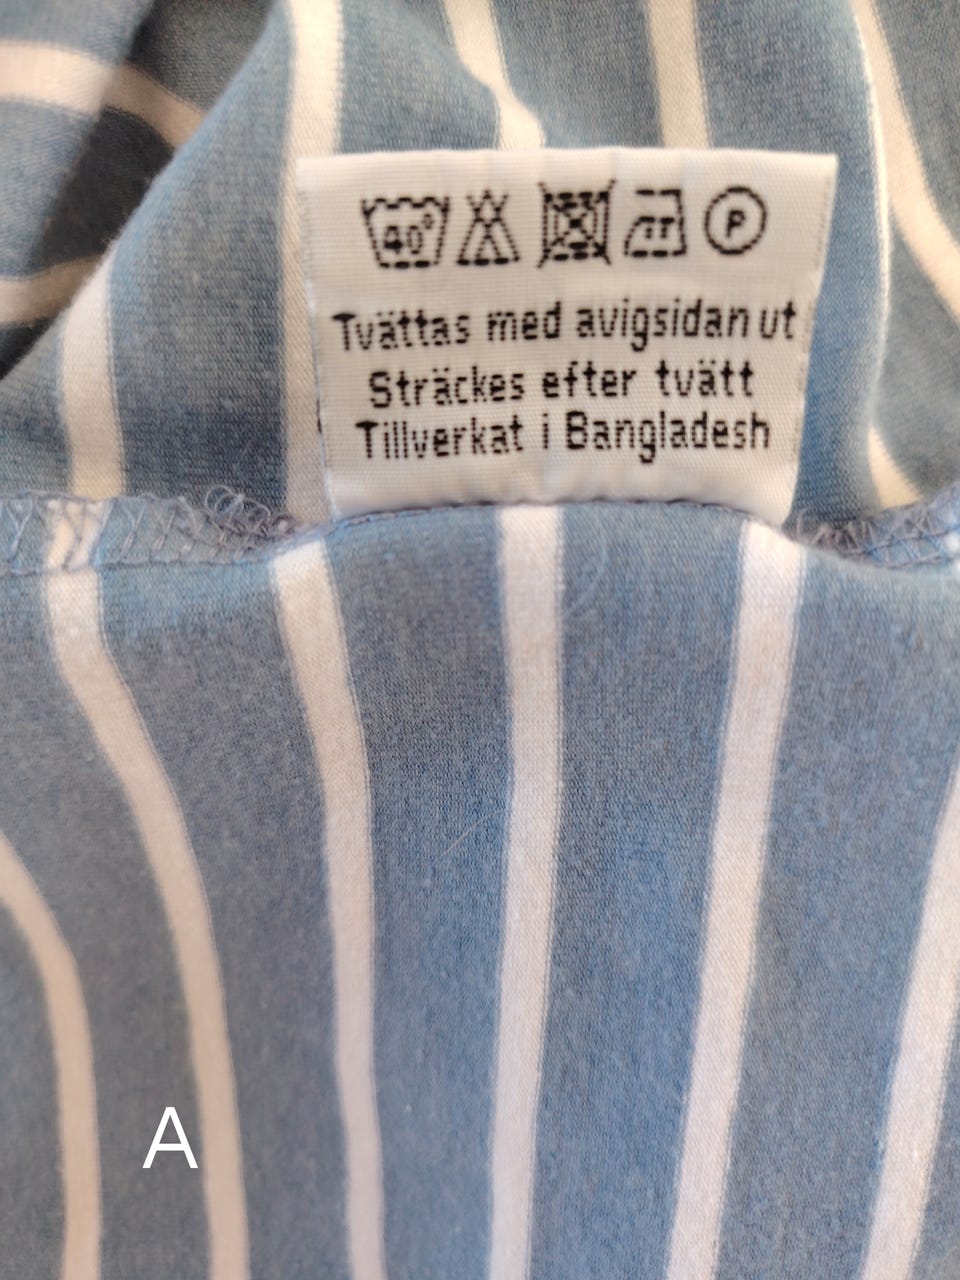 40°
P
Tvättas med avigsidan ut
Sträckes efter tvätt
Tillverkat i Bangladesh
A